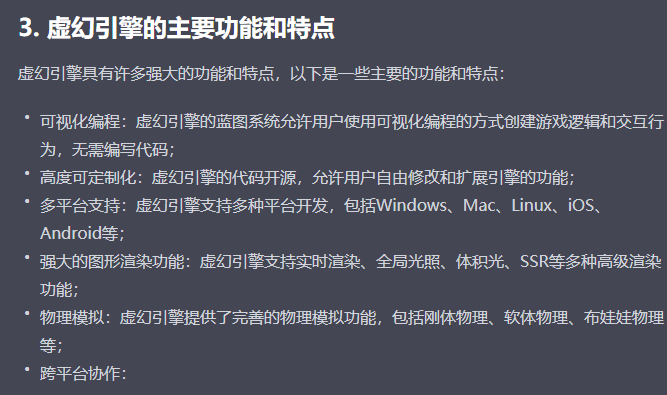 3. 虚幻引擎的主要功能和特点
虚幻引擎具有许多强大的功能和特点，以下是一些主要的功能和特点：
• 可视化编程：虚幻引擎的蓝图系统允许用户使用可视化编程的方式创建游戏逻辑和交互行
为，无需编写代码；
• 高度可定制化：虚幻引擎的代码开源，允许用户自由修改和扩展引擎的功能；
• 多平台支持：虚幻引擎支持多种平台开发，包括Windows、Mac、Linux、iOS、
Android等；
• 强大的图形渲染功能：虚幻引擎支持实时渲染、全局光照、体积光、SSR等多种高级渲染
功能；
• 物理模拟：虚幻引擎提供了完善的物理模拟功能，包括刚体物理、软体物理、布娃娃物理
等；
• 跨平台协作：